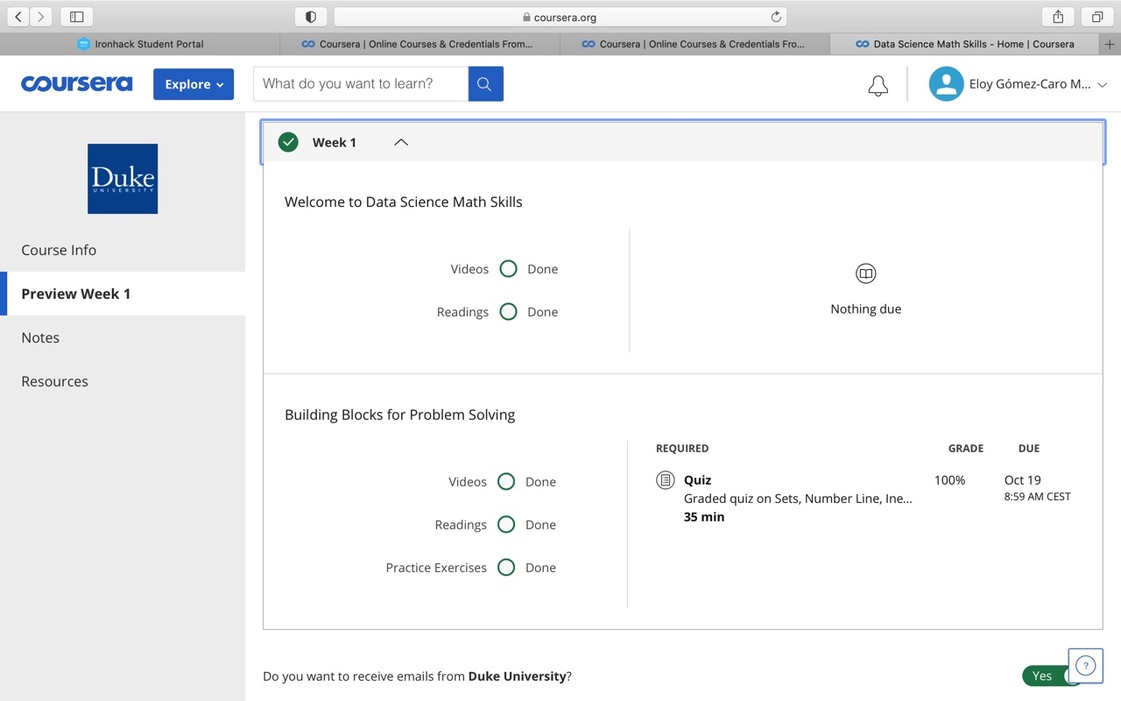 coursera.org
Ironhack Student Portal
Coursera | Online Courses & Credentials From...
Coursera | Online Courses & Credentials Fro...
Data Science Math Skills - Home | Coursera
coursera
Explore
What do you want to learn?
Eloy Gómez-Caro M...
Duke
UNIVERSITY
Course Info
Preview Week 1
Notes
Resources
Week 1
Welcome to Data Science Math Skills
Videos Done
Readings Done
Nothing due
Building Blocks for Problem Solving
Videos Done
Readings Done
Practice Exercises Done
REQUIRED GRADE DUE
Quiz 100% Oct 19
Graded quiz on Sets, Number Line, Ine... 8:59 AM CEST
35 min
Do you want to receive emails from Duke University?
Yes
?